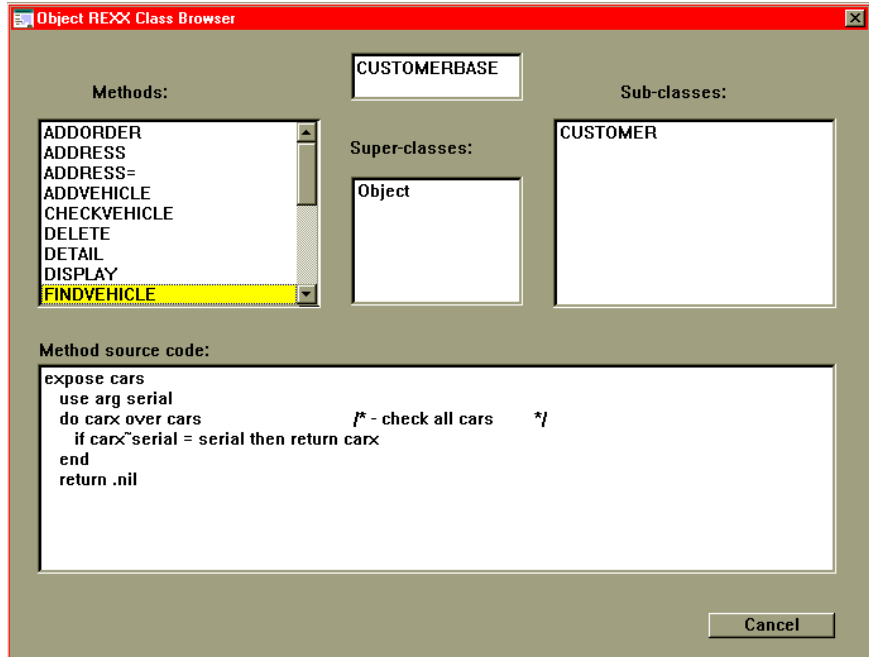 Object REXX Class Browser
CUSTOMERBASE
Methods:
Sub-classes:
ADDORDER
ADDRESS
ADDRESS=
ADDVEHICLE
CHECKVEHICLE
DELETE
DETAIL
DISPLAY
FINDVEHICLE
Super-classes:
Object
CUSTOMER
Method source code:
expose cars
use arg serial
do carx over cars /* - check all cars */
if carx~serial = serial then return carx
end
return .nil
Cancel